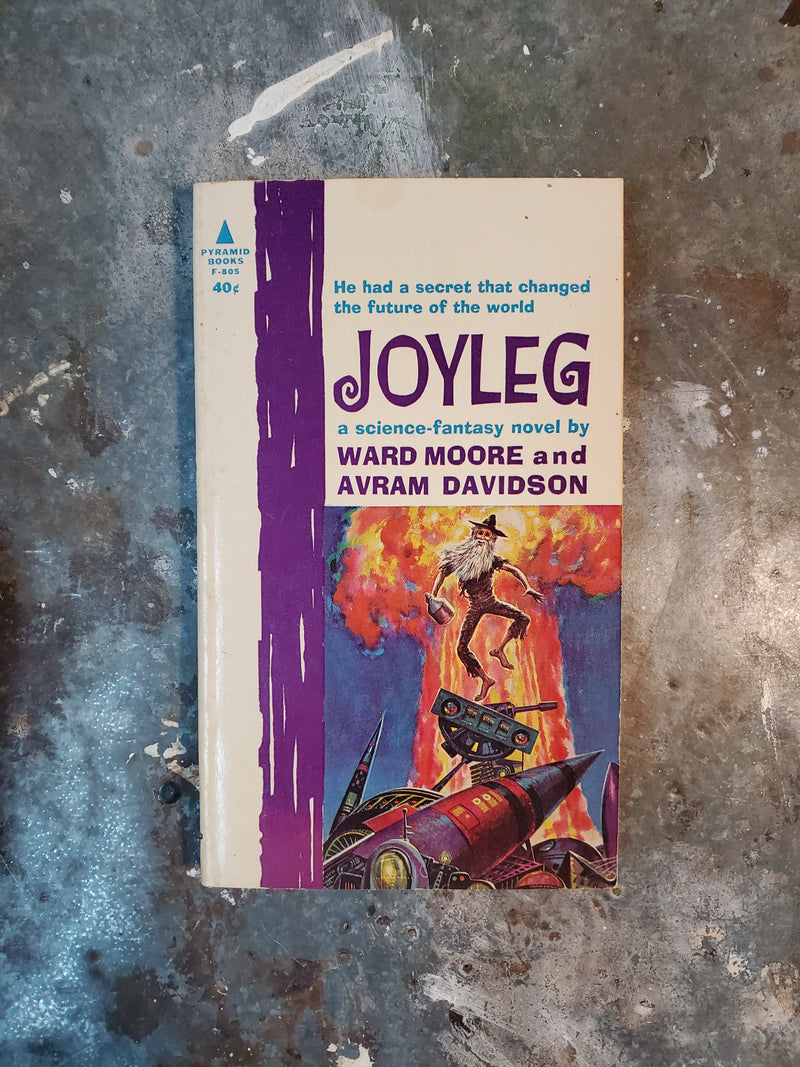 PYRAMID
BOOKS
F-805
40¢
He had a secret that changed
the future of the world
JOYLEG
a science-fantasy novel by
WARD MOORE and
AVRAM DAVIDSON